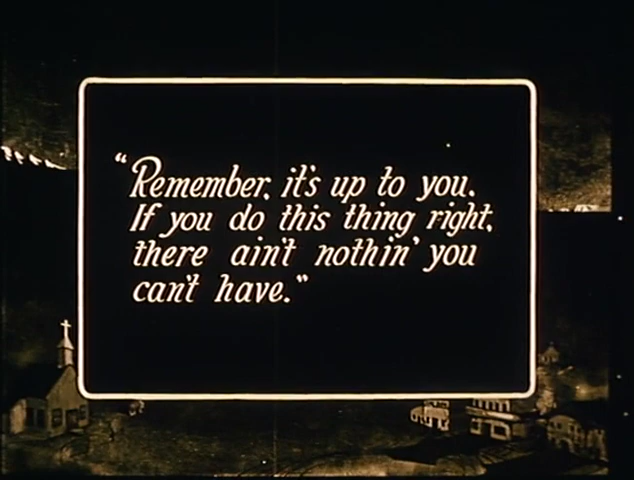 "Remember, it's up to you.
If you do this thing right,
there ain't nothin' you
can't have."